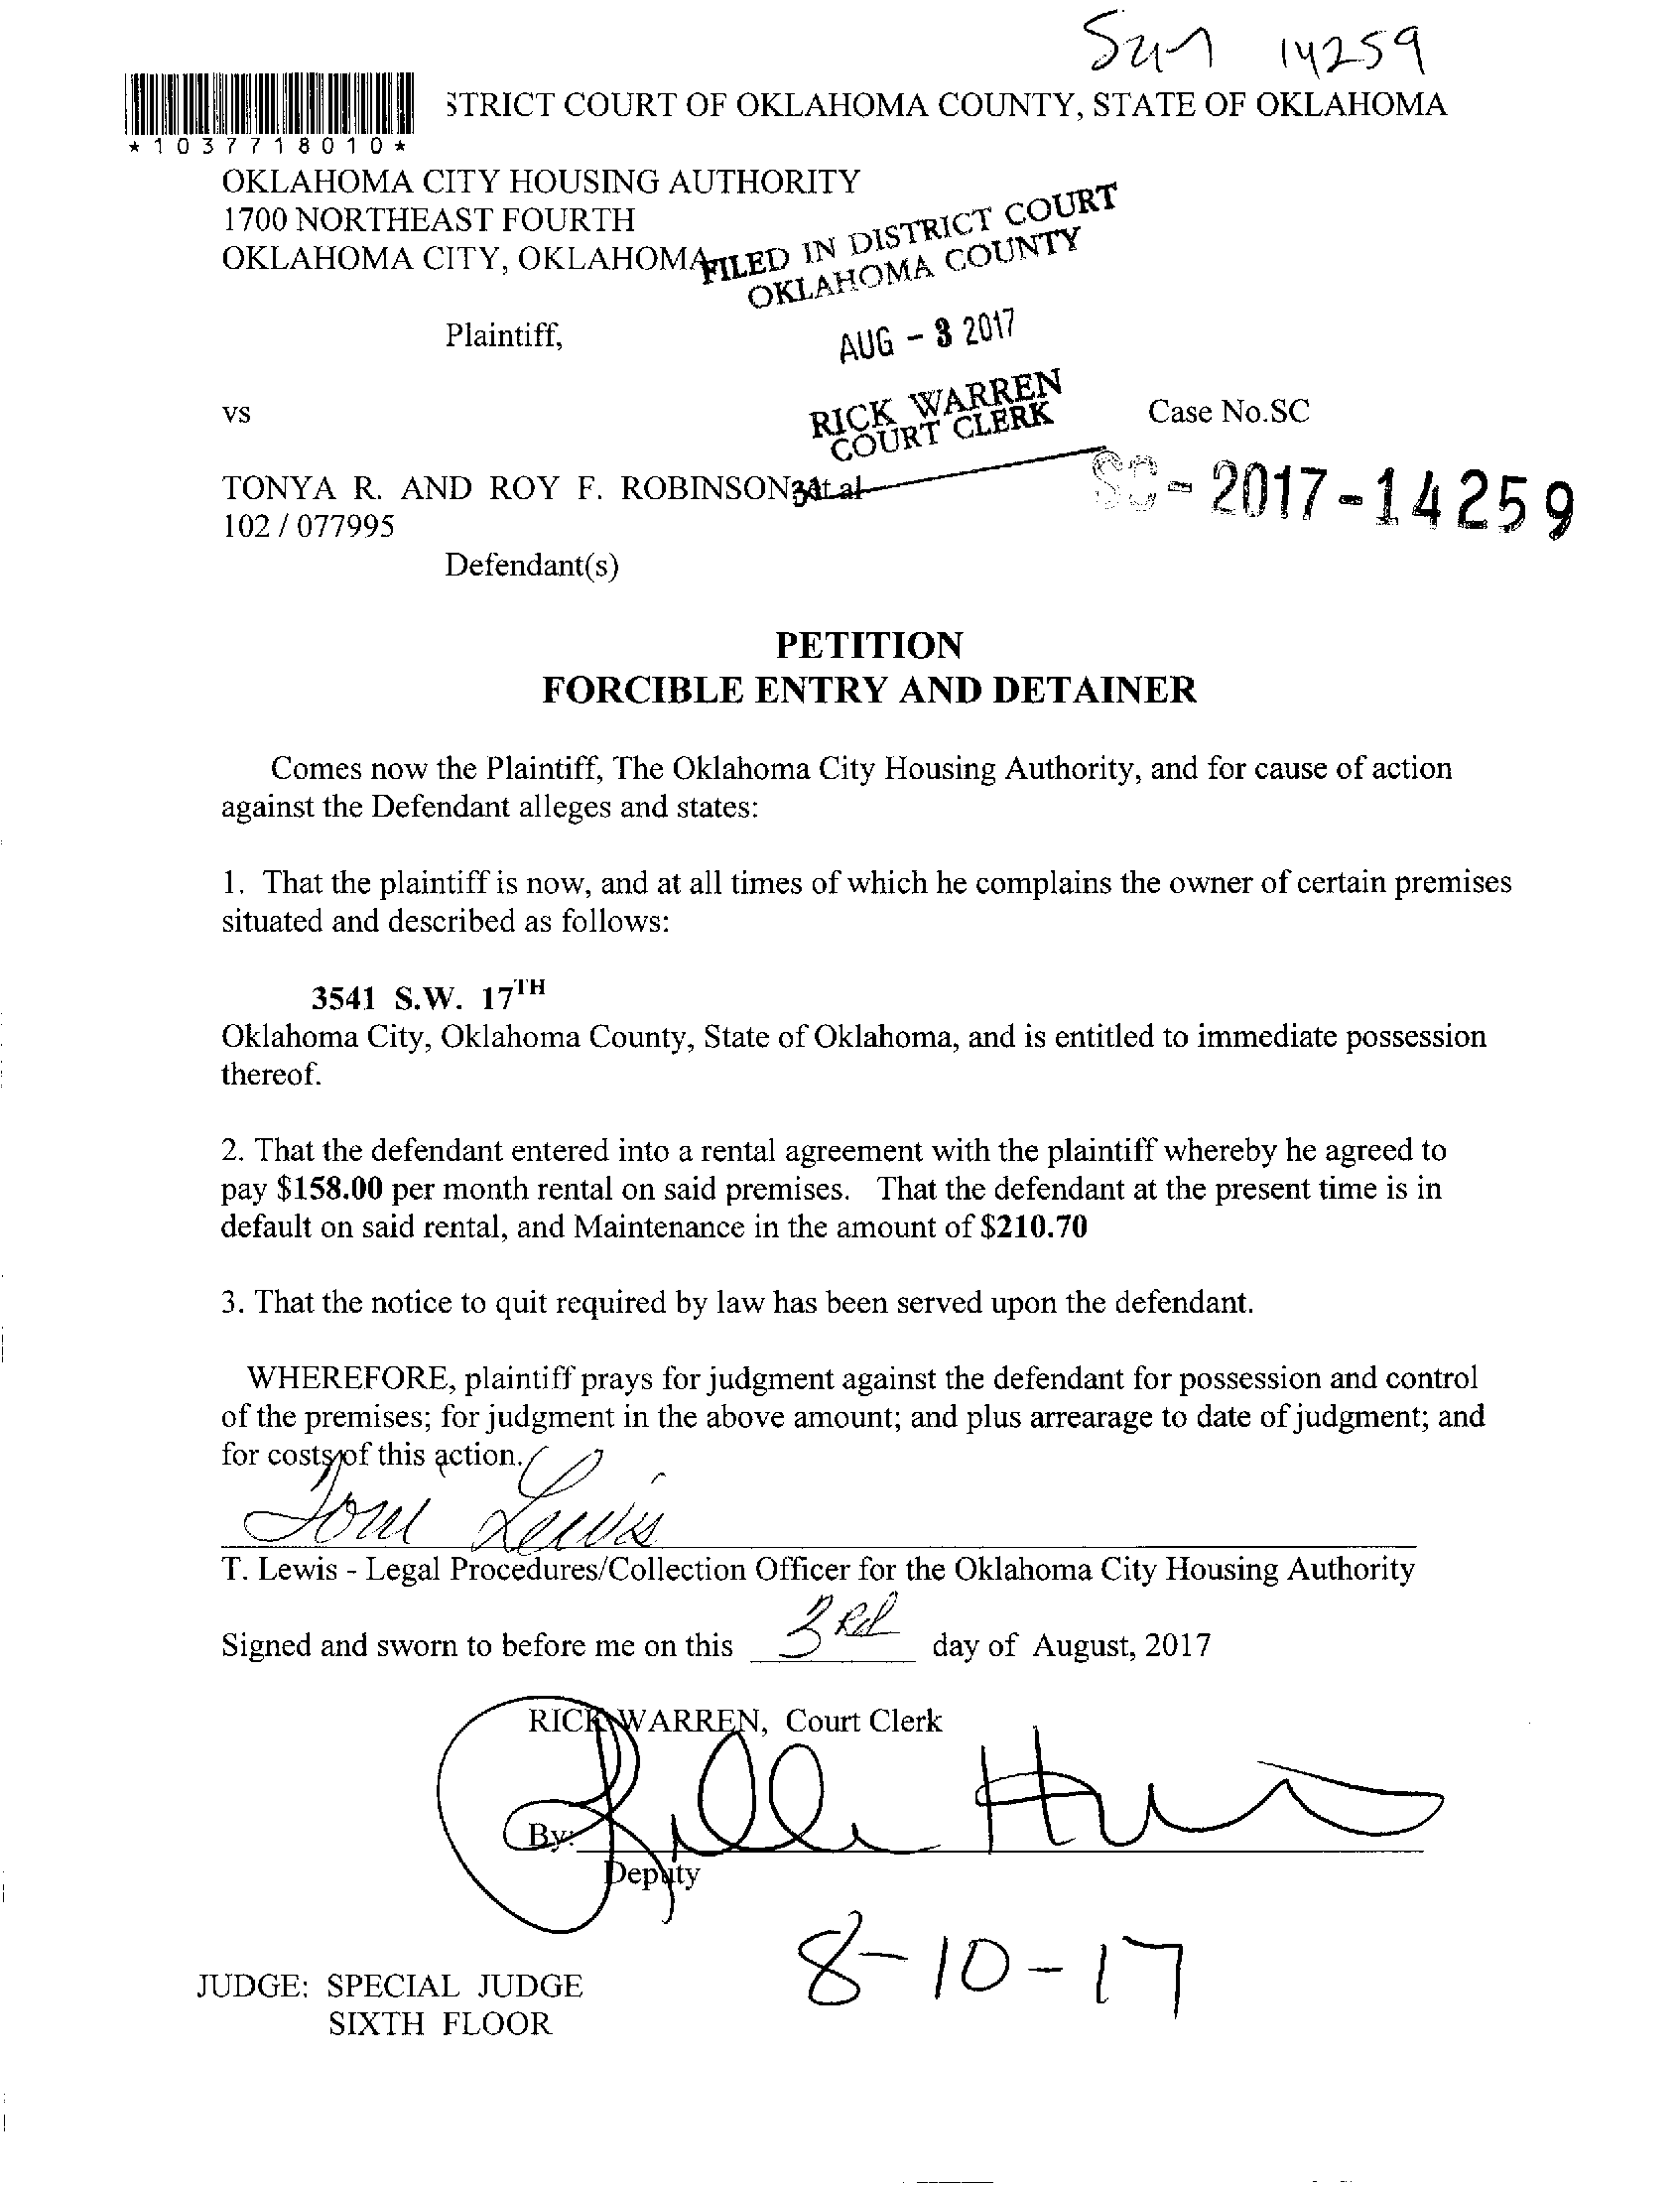 14259
STRICT COURT OF OKLAHOMA COUNTY, STATE OF OKLAHOMA
*1037718010*
OKLAHOMA CITY HOUSING AUTHORITY
1700 NORTHEAST FOURTH
OKLAHOMA CITY, OKLAHOMA
FILED IN DISTRICT COURT
OKLAHOMA COUNTY
Plaintiff,
AUG - 3 2017
vs
RICK WARREN
COURT CLERK
Case No.SC
TONYA R. AND ROY F. ROBINSON et al
34
SC-2017-14259
102 / 077995
Defendant(s)
PETITION
FORCIBLE ENTRY AND DETAINER
Comes now the Plaintiff, The Oklahoma City Housing Authority, and for cause of action
against the Defendant alleges and states:
1. That the plaintiff is now, and at all times of which he complains the owner of certain premises
situated and described as follows:
3541 S.W. 17TH
Oklahoma City, Oklahoma County, State of Oklahoma, and is entitled to immediate possession
thereof.
2. That the defendant entered into a rental agreement with the plaintiff whereby he agreed to
pay $158.00 per month rental on said premises. That the defendant at the present time is in
default on said rental, and Maintenance in the amount of $210.70
3. That the notice to quit required by law has been served upon the defendant.
WHEREFORE, plaintiff prays for judgment against the defendant for possession and control
of the premises; for judgment in the above amount; and plus arrearage to date of judgment; and
for costs of this action.
Toni Lewis
T. Lewis - Legal Procedures/Collection Officer for the Oklahoma City Housing Authority
Signed and sworn to before me on this 3rd day of August, 2017
RICK WARREN, Court Clerk
By:
Deputy
8-10-17
JUDGE: SPECIAL JUDGE
SIXTH FLOOR